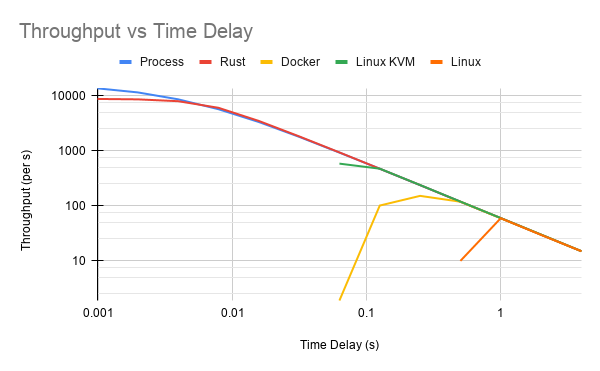 Throughput vs Time Delay
Process Rust Docker Linux KVM Linux
Throughput (per s)
10000
1000
100
10
0.001 0.01 0.1 1
Time Delay (s)